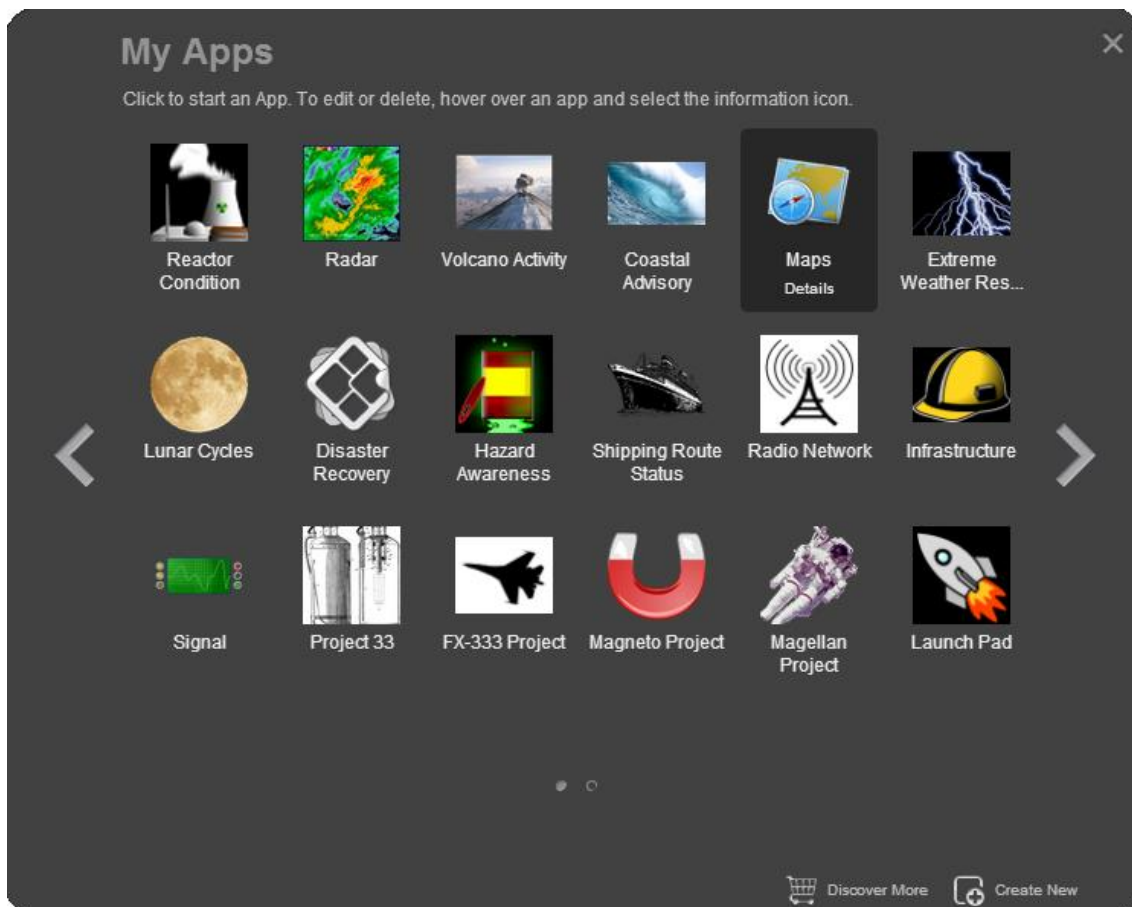 My Apps
Click to start an App. To edit or delete, hover over an app and select the information icon.
Reactor
Condition
Radar
Volcano Activity
Coastal
Advisory
Maps
Details
Extreme
Weather Res...
Lunar Cycles
Disaster
Recovery
Hazard
Awareness
Shipping Route
Status
Radio Network
Infrastructure
Signal
Project 33
FX-333 Project
Magneto Project
Magellan
Project
Launch Pad
Discover More
Create New